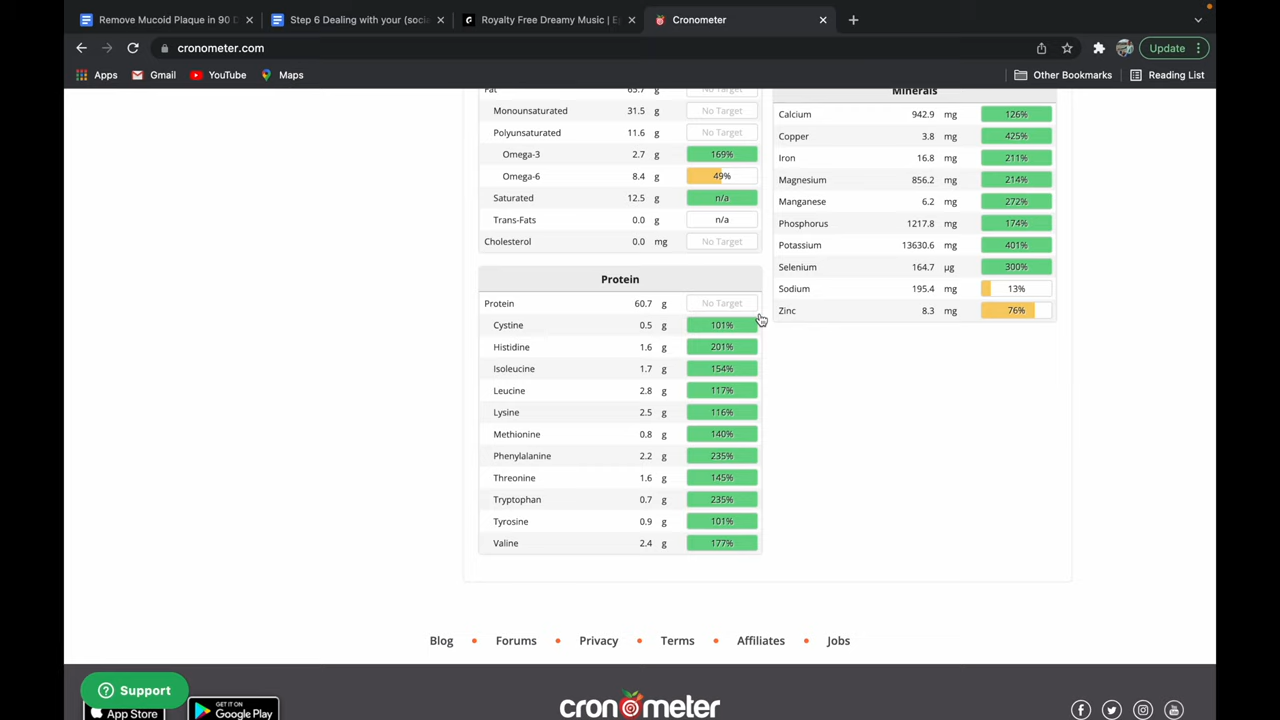 Remove Mucoid Plaque in 90 D
Step 6 Dealing with your (soci
Royalty Free Dreamy Music | E
Cronometer
cronometer.com
Update
Apps
Gmail
YouTube
Maps
Other Bookmarks
Reading List
Fat 65.7 g No Target
Monounsaturated 31.5 g No Target
Polyunsaturated 11.6 g No Target
Omega-3 2.7 g 169%
Omega-6 8.4 g 49%
Saturated 12.5 g n/a
Trans-Fats 0.0 g n/a
Cholesterol 0.0 mg No Target
Protein
Protein 60.7 g No Target
Cystine 0.5 g 101%
Histidine 1.6 g 201%
Isoleucine 1.7 g 154%
Leucine 2.8 g 117%
Lysine 2.5 g 116%
Methionine 0.8 g 140%
Phenylalanine 2.2 g 235%
Threonine 1.6 g 145%
Tryptophan 0.7 g 235%
Tyrosine 0.9 g 101%
Valine 2.4 g 177%
Minerals
Calcium 942.9 mg 126%
Copper 3.8 mg 425%
Iron 16.8 mg 211%
Magnesium 856.2 mg 214%
Manganese 6.2 mg 272%
Phosphorus 1217.8 mg 174%
Potassium 13630.6 mg 401%
Selenium 164.7 µg 300%
Sodium 195.4 mg 13%
Zinc 8.3 mg 76%
Blog • Forums • Privacy • Terms • Affiliates • Jobs
Support
App Store
GET IT ON
Google Play
cronometer